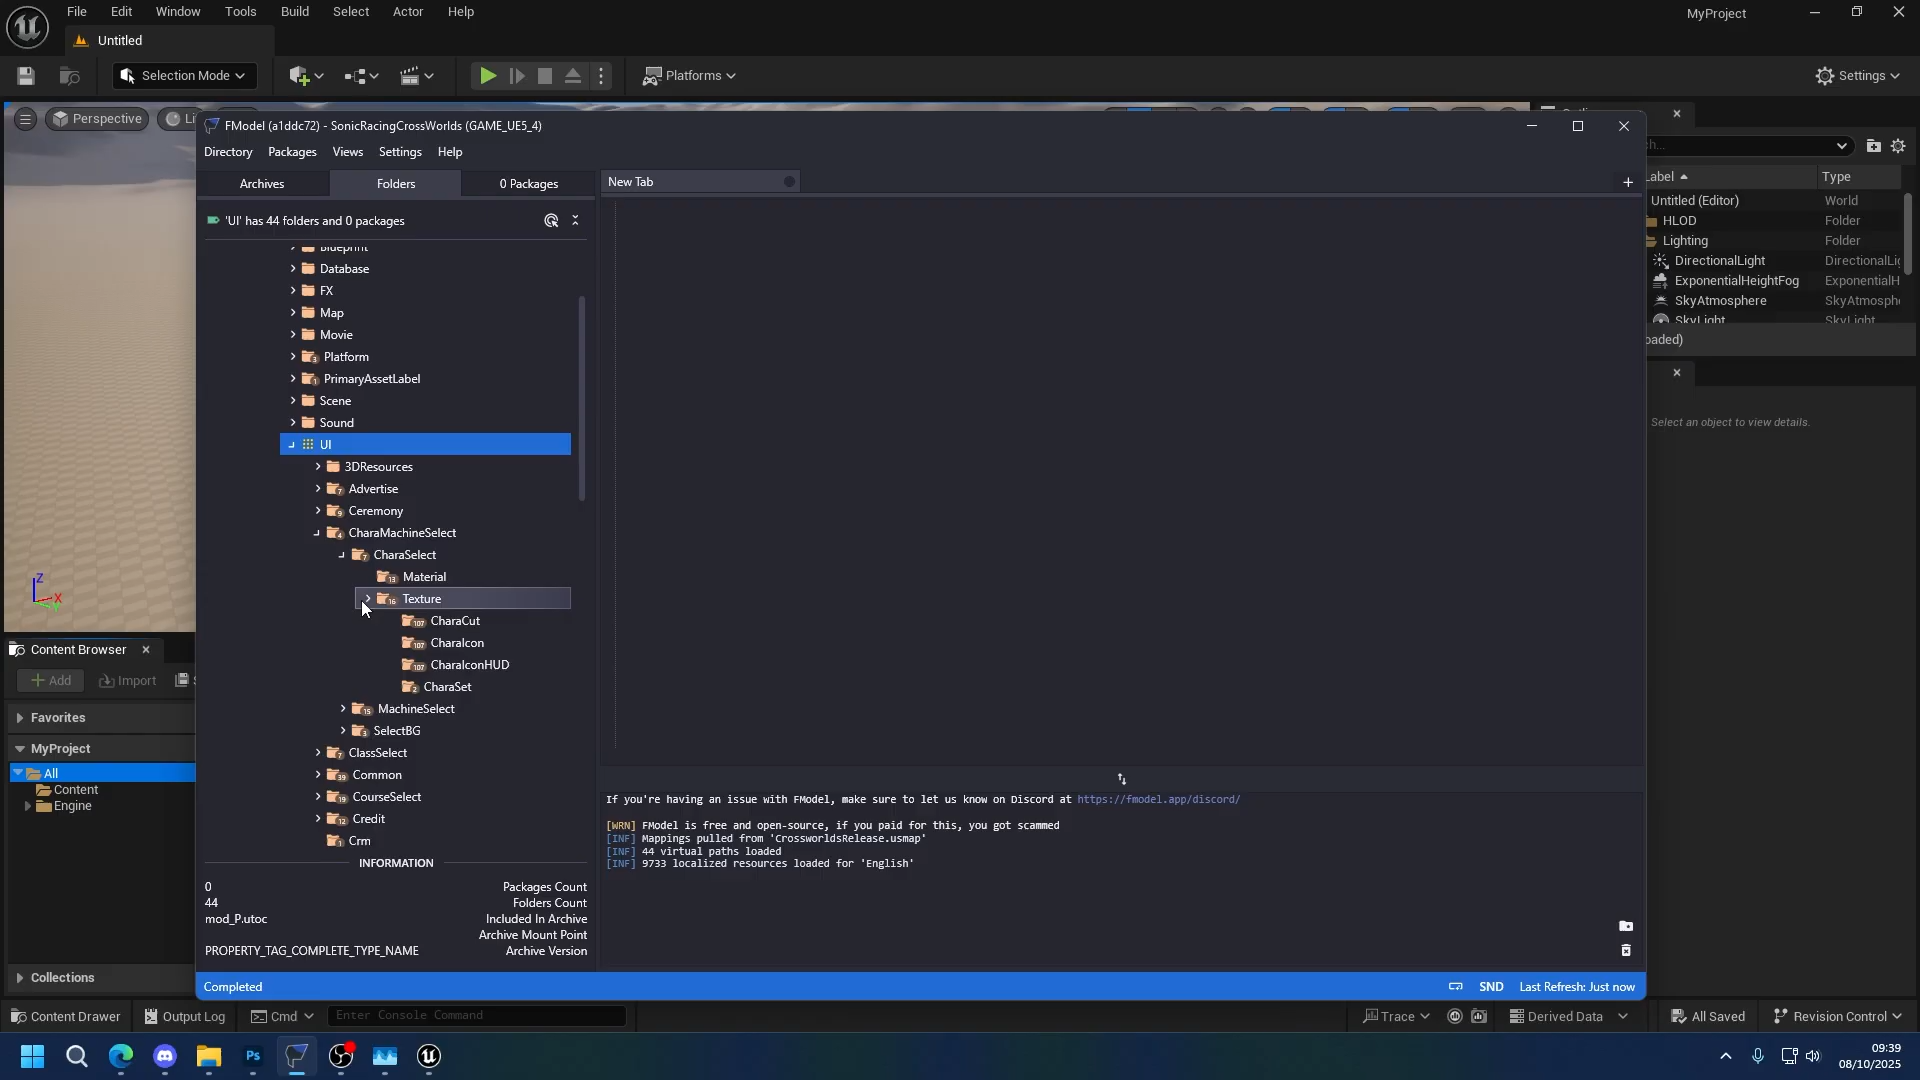 File Edit Window Tools Build Select Actor Help
MyProject
Untitled
Selection Mode
Platforms
Settings
Perspective
FModel (a1ddc72) - SonicRacingCrossWorlds (GAME_UE5_4)
Directory Packages Views Settings Help
Archives Folders 0 Packages
New Tab
'UI' has 44 folders and 0 packages
Blueprint
Database
FX
Map
Movie
Platform
PrimaryAssetLabel
Scene
Sound
UI
3DResources
Advertise
Ceremony
CharaMachineSelect
CharaSelect
Material
Texture
CharaCut
CharaIcon
CharaIconHUD
CharaSet
MachineSelect
SelectBG
ClassSelect
Common
CourseSelect
Credit
Crm
INFORMATION
0 Packages Count
44 Folders Count
mod_P.utoc Included In Archive
Archive Mount Point
PROPERTY_TAG_COMPLETE_TYPE_NAME Archive Version
If you're having an issue with FModel, make sure to let us know on Discord at https://fmodel.app/discord/
[WRN] FModel is free and open-source, if you paid for this, you got scammed
[INF] Mappings pulled from 'CrossworldsRelease.usmap'
[INF] 44 virtual paths loaded
[INF] 9733 localized resources loaded for 'English'
Completed
SND Last Refresh: Just now
Label Type
Untitled (Editor) World
HLOD Folder
Lighting Folder
DirectionalLight DirectionalLig
ExponentialHeightFog ExponentialH
SkyAtmosphere SkyAtmosph
SkyLight SkyLight
oaded)
Select an object to view details.
Content Browser
Add Import
Favorites
MyProject
All
Content
Engine
Collections
Content Drawer Output Log Cmd Enter Console Command
Trace Derived Data All Saved Revision Control
09:39
08/10/2025